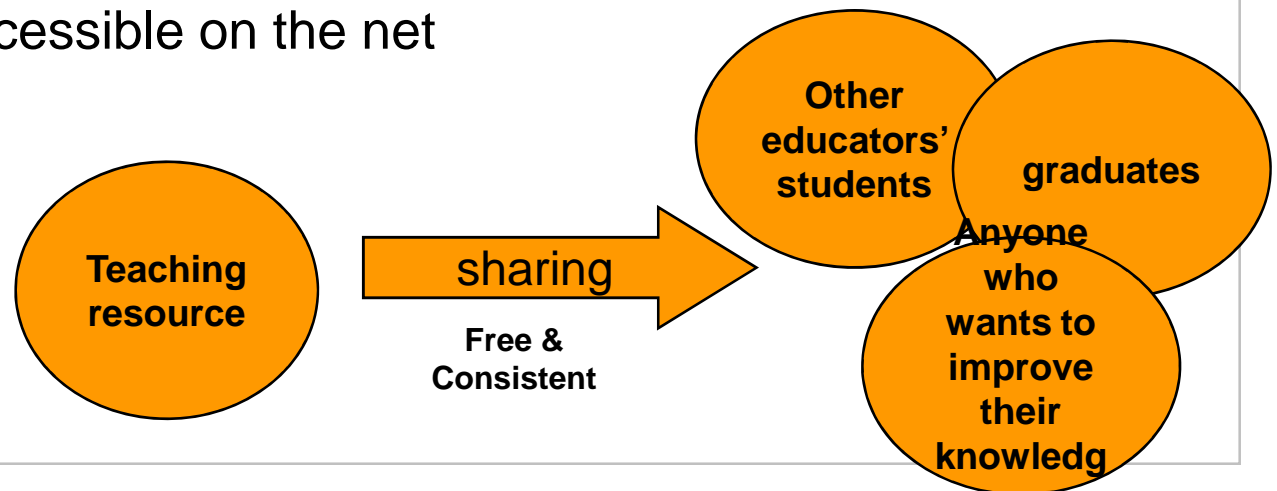 cessible on the net
Teaching
resource
sharing
Free &
Consistent
Other
educators’
students
graduates
Anyone
who
wants to
improve
their
knowledg